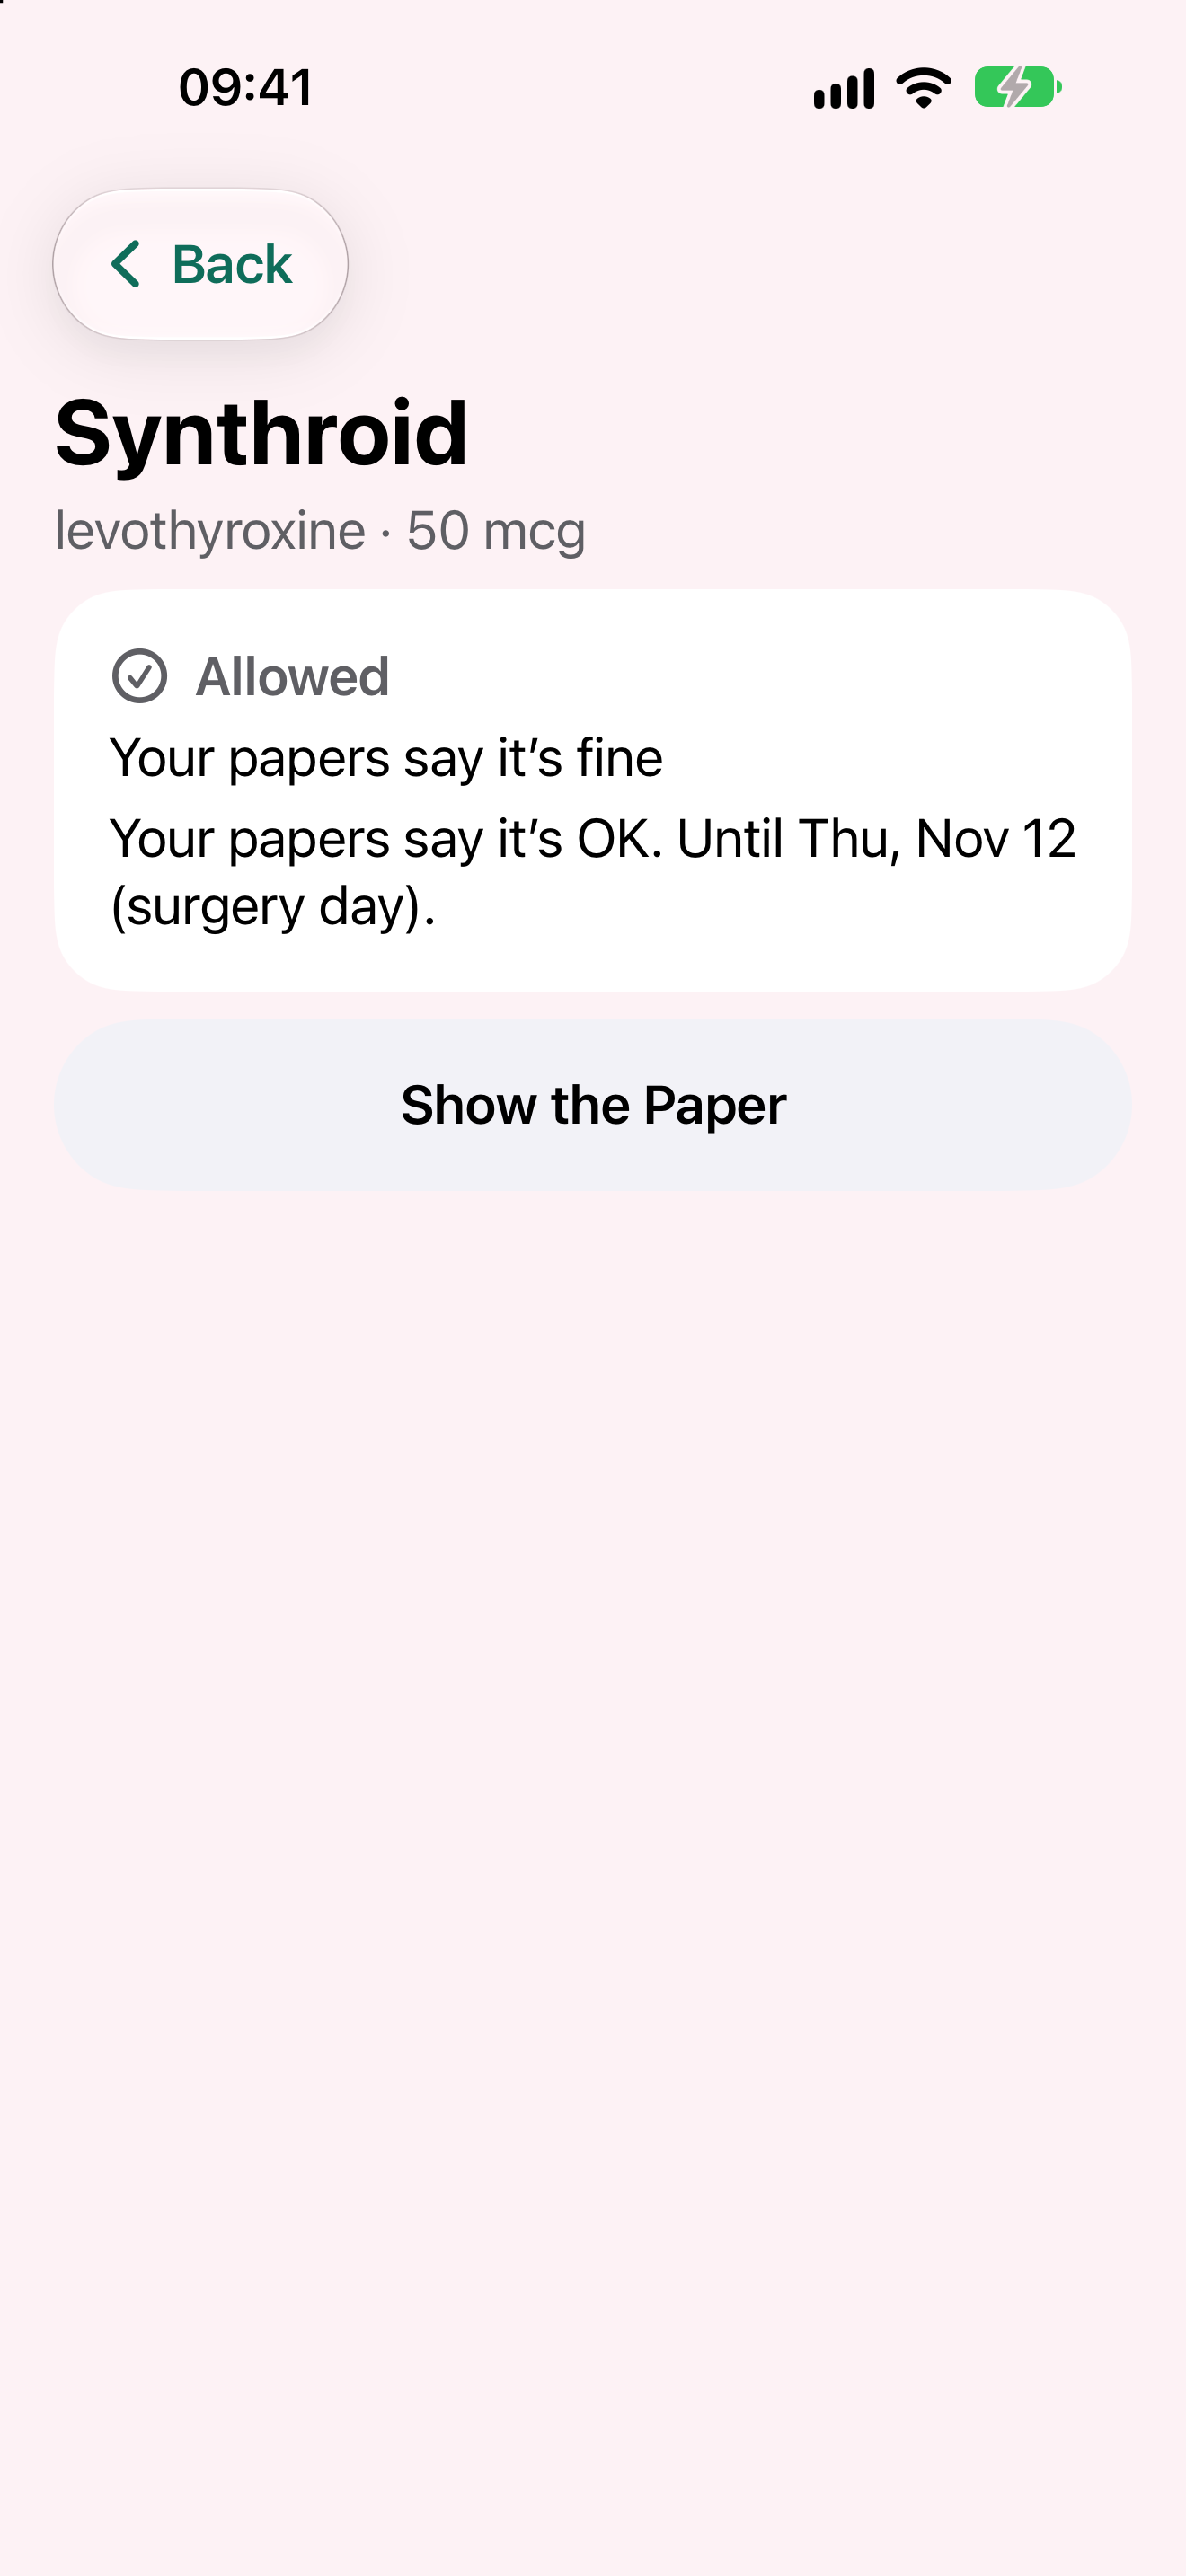 09:41
Back
Synthroid
levothyroxine · 50 mcg
Allowed
Your papers say it’s fine
Your papers say it’s OK. Until Thu, Nov 12
(surgery day).
Show the Paper